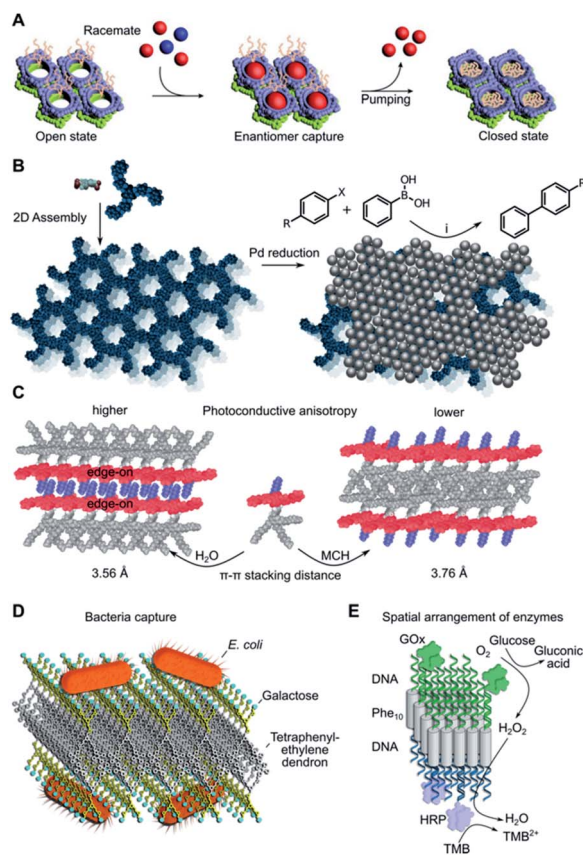 A
Racemate
Pumping
Open state
Enantiomer capture
Closed state
B
2D Assembly
Pd reduction
X
R
+
OH
B
OH
i
R
C
higher
Photoconductive anisotropy
lower
edge-on
edge-on
H2O
MCH
3.56 Å
π-π stacking distance
3.76 Å
D
Bacteria capture
E. coli
Galactose
Tetraphenyl-
ethylene
dendron
E
Spatial arrangement of enzymes
GOx
O2
Glucose
Gluconic
acid
DNA
Phe10
DNA
H2O2
HRP
H2O
TMB
TMB2+